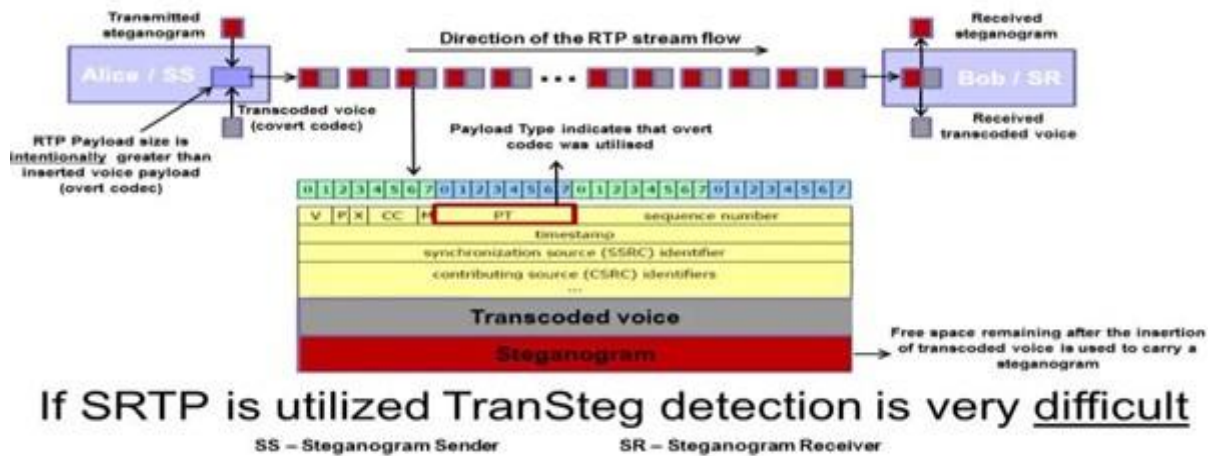 Transmitted
steganogram
Received
steganogram
Direction of the RTP stream flow
Alice / SS
Bob / SR
Transcoded voice
(covert codec)
Received
transcoded voice
RTP Payload size is
intentionally greater than
inserted voice payload
(overt codec)
Payload Type indicates that overt
codec was utilised
0 1 2 3 4 5 6 7 0 1 2 3 4 5 6 7 0 1 2 3 4 5 6 7 0 1 2 3 4 5 6 7
V P X CC M PT sequence number
timestamp
synchronization source (SSRC) identifier
contributing source (CSRC) identifiers
...
Transcoded voice
Steganogram
Free space remaining after the insertion
of transcoded voice is used to carry a
steganogram
If SRTP is utilized TranSteg detection is very difficult
SS – Steganogram Sender SR – Steganogram Receiver